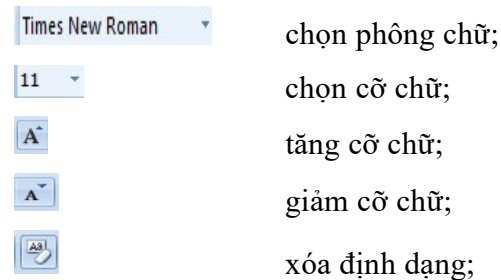 Times New Roman chọn phông chữ;
11 chọn cỡ chữ;
A tăng cỡ chữ;
A giảm cỡ chữ;
Aa xóa định dạng;